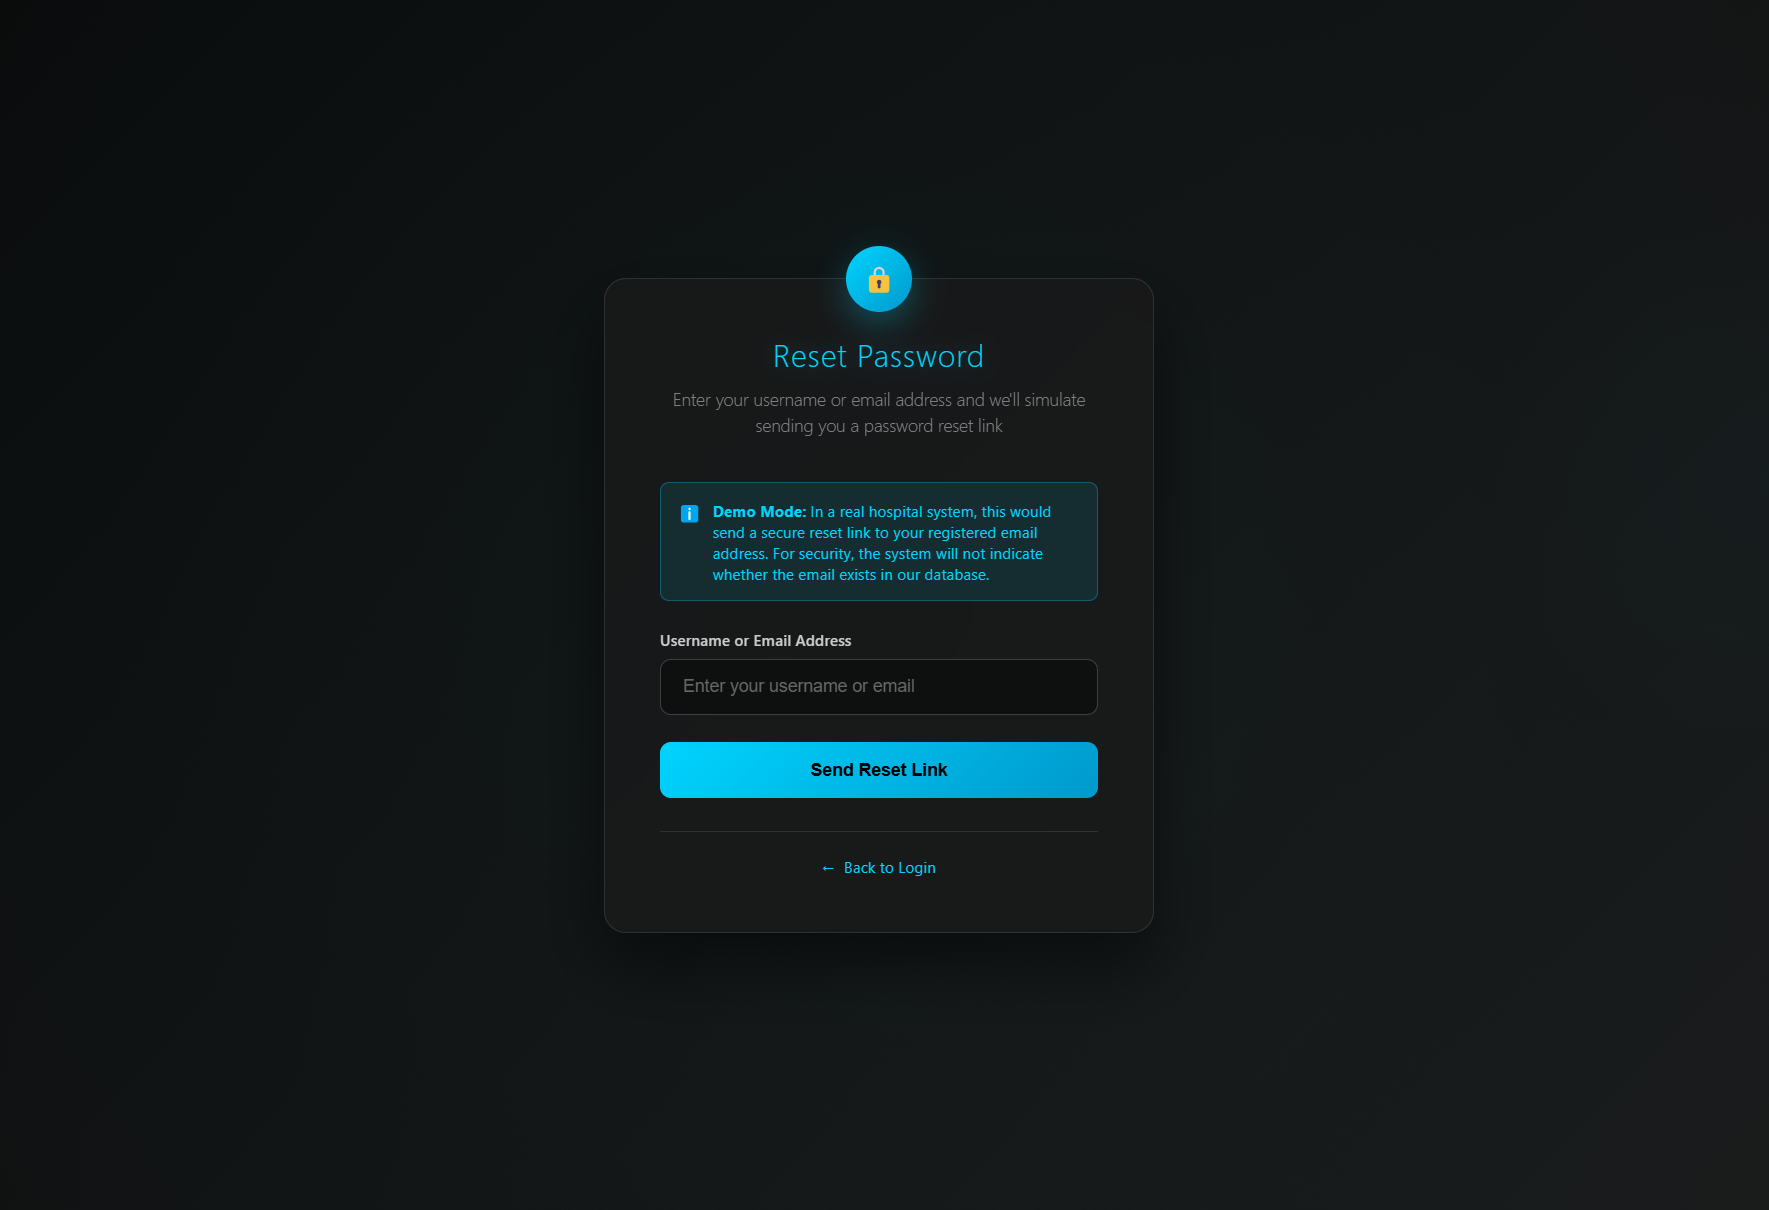 Reset Password
Enter your username or email address and we'll simulate
sending you a password reset link
Demo Mode: In a real hospital system, this would
send a secure reset link to your registered email
address. For security, the system will not indicate
whether the email exists in our database.
Username or Email Address
Enter your username or email
Send Reset Link
← Back to Login